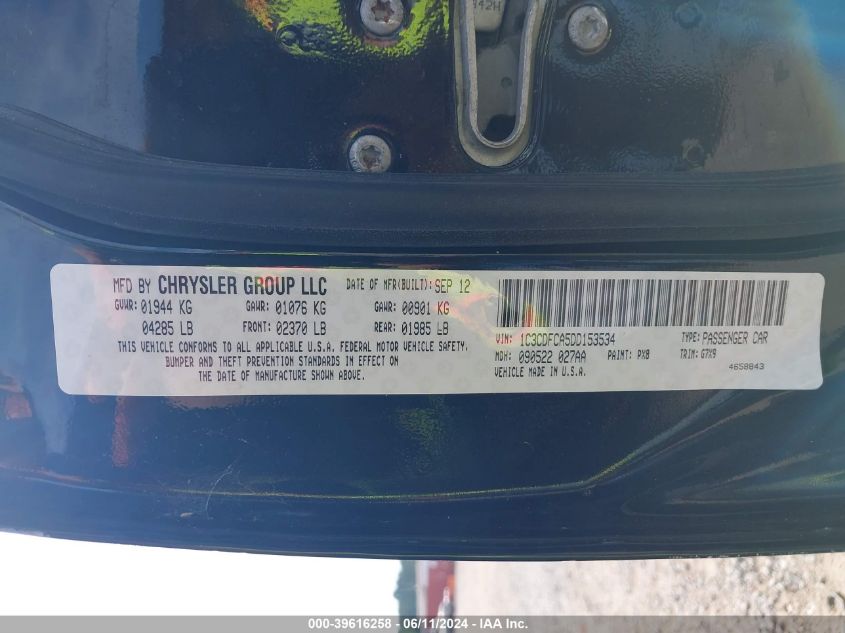 342H
MFD BY CHRYSLER GROUP LLC DATE OF MFR(BUILT): SEP 12
GVWR: 01944 KG GAWR: 01076 KG GAWR: 00901 KG
04285 LB FRONT: 02370 LB REAR: 01985 LB
THIS VEHICLE CONFORMS TO ALL APPLICABLE U.S.A. FEDERAL MOTOR VEHICLE SAFETY,
BUMPER AND THEFT PREVENTION STANDARDS IN EFFECT ON
THE DATE OF MANUFACTURE SHOWN ABOVE.
VIN: 1C3CDFCA5DD153534 TYPE: PASSENGER CAR
MDH: 090522 027AA PAINT: PX8 TRIM: G7X9
VEHICLE MADE IN U.S.A. 4658843
000-39616258 - 06/11/2024 - IAA Inc.